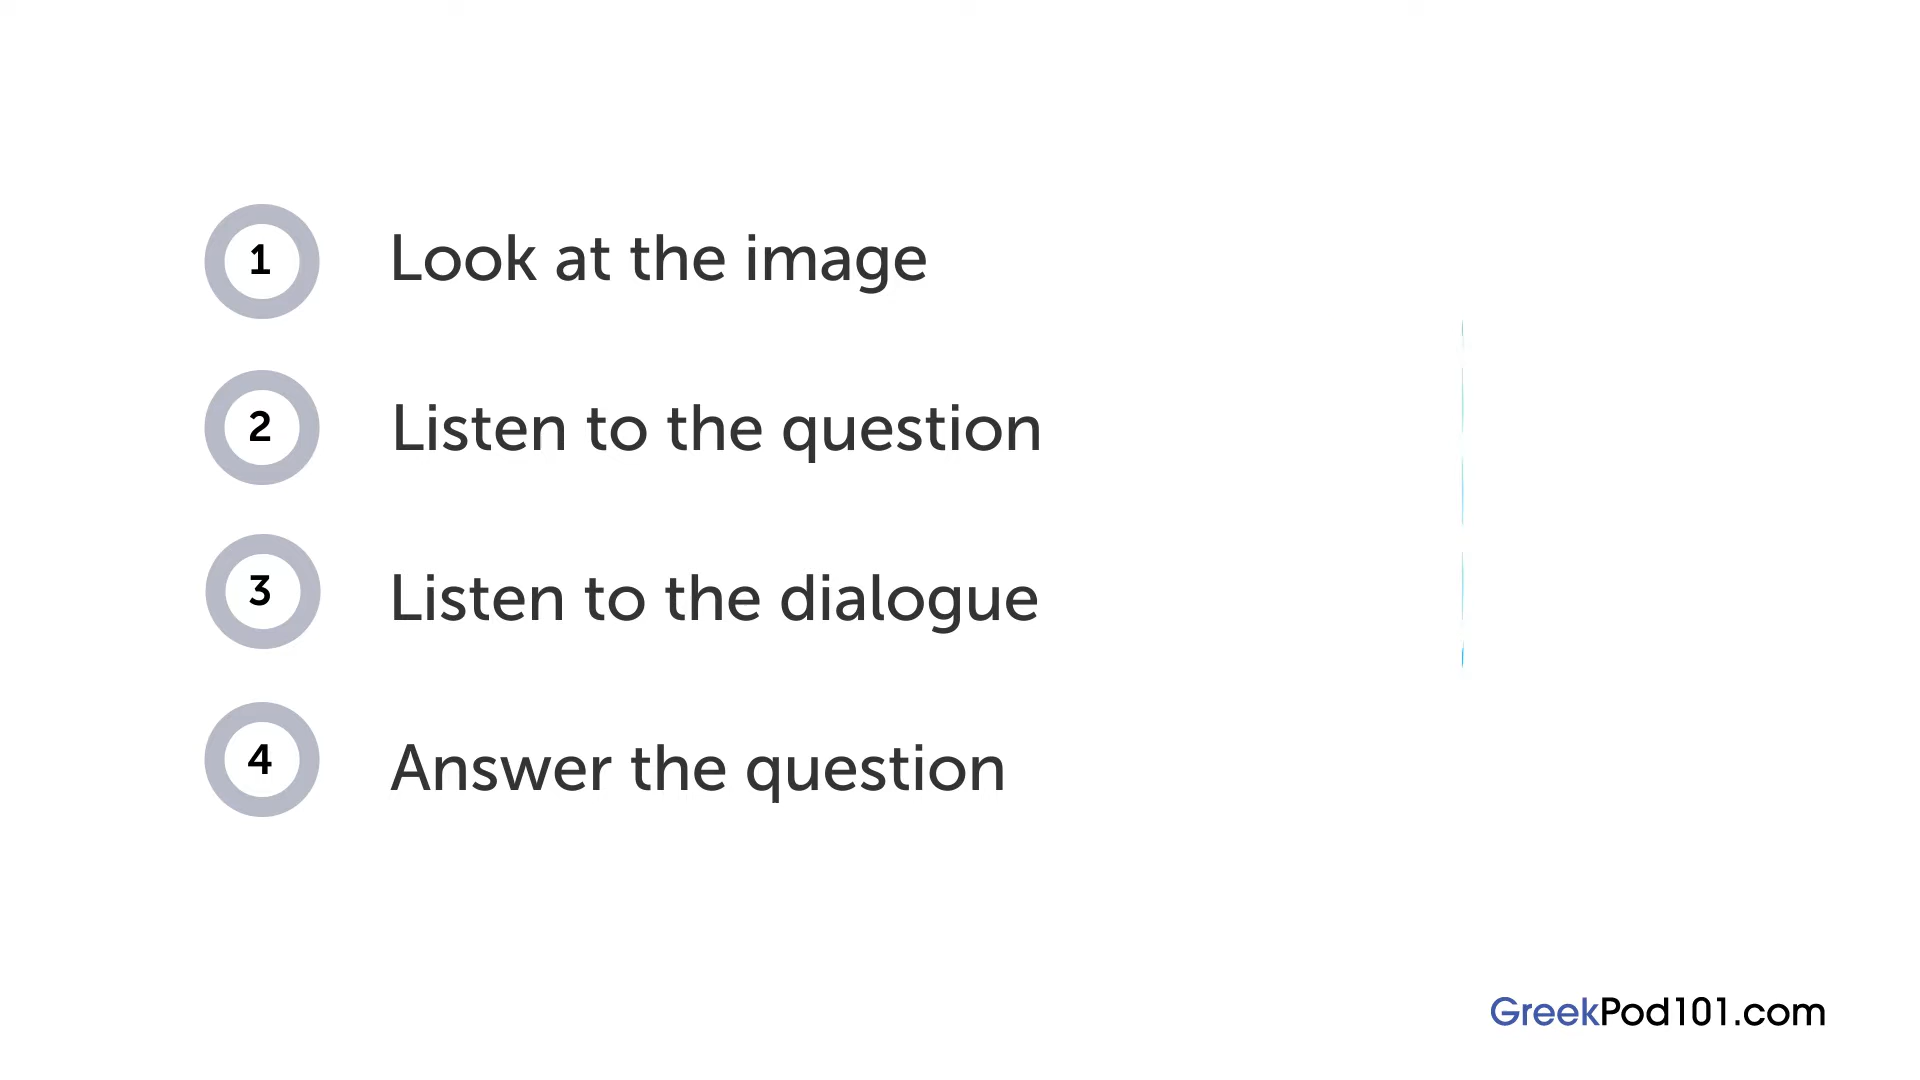 1 Look at the image
2 Listen to the question
3 Listen to the dialogue
4 Answer the question
GreekPod101.com